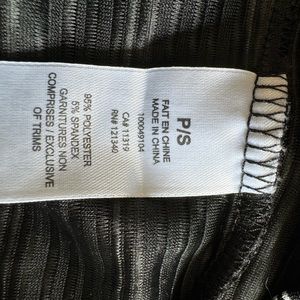 P/S
FAIT EN CHINE
MADE IN CHINA
D0049104
CA# 11319
RN# 121340
95% POLYESTER
5% SPANDEX
GARNITURES NON
COMPRISES / EXCLUSIVE
OF TRIMS